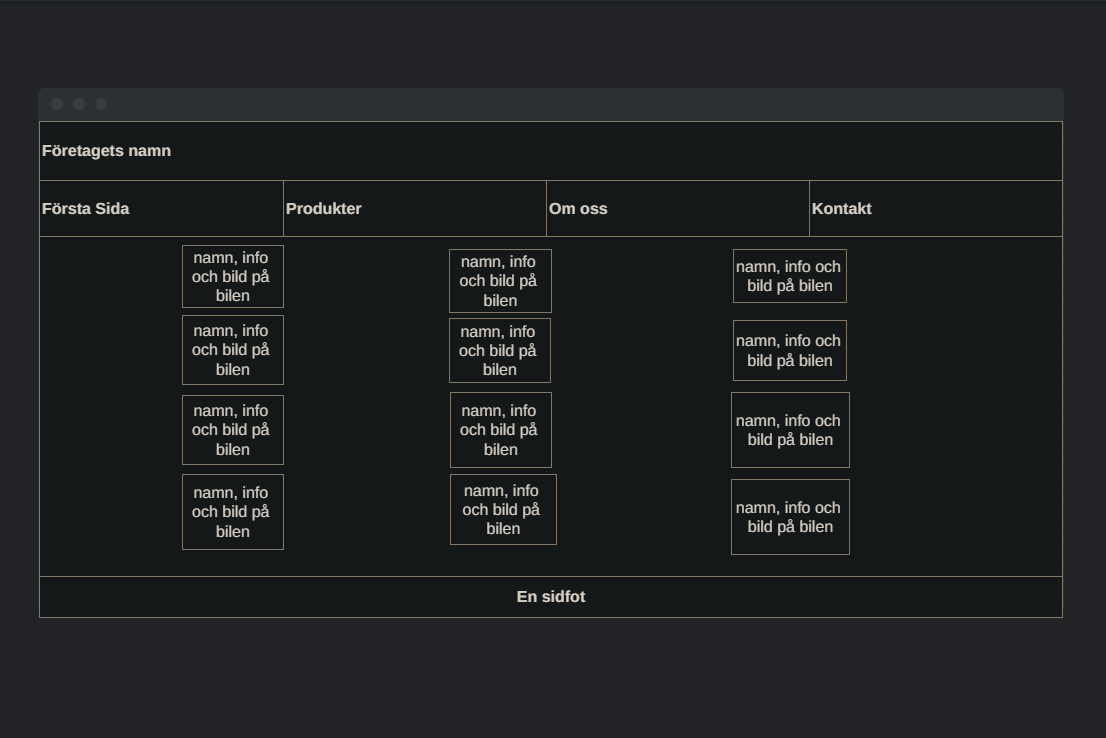 Företagets namn
Första Sida
Produkter
Om oss
Kontakt
namn, info
och bild på
bilen
namn, info
och bild på
bilen
namn, info och
bild på bilen
namn, info
och bild på
bilen
namn, info
och bild på
bilen
namn, info och
bild på bilen
namn, info
och bild på
bilen
namn, info
och bild på
bilen
namn, info och
bild på bilen
namn, info
och bild på
bilen
namn, info
och bild på
bilen
namn, info och
bild på bilen
En sidfot